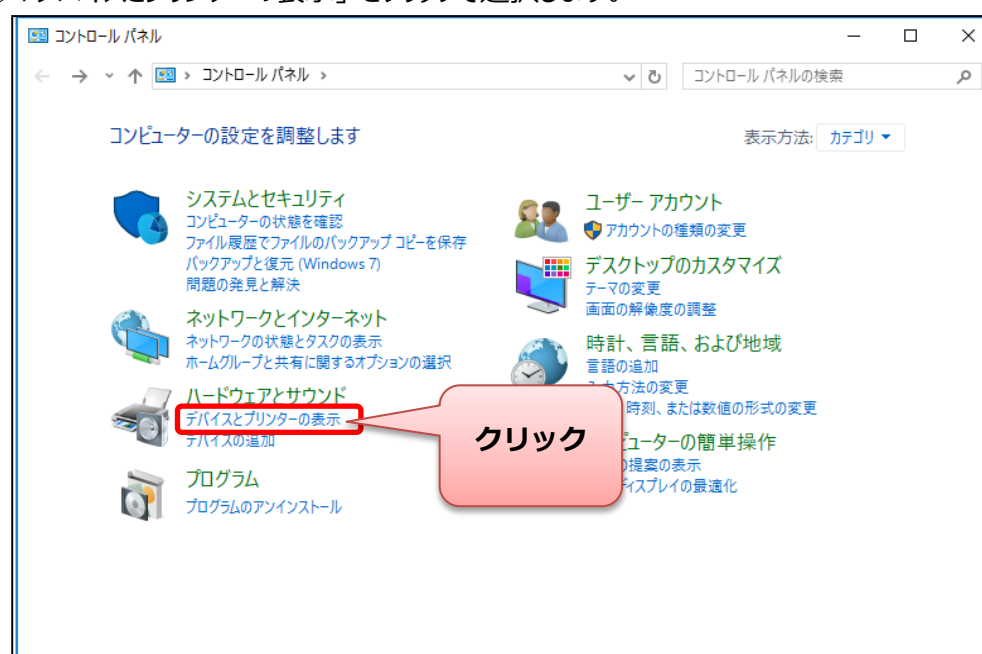 コントロール パネル
コントロール パネル
コントロール パネルの検索
コンピューターの設定を調整します
表示方法: カテゴリ
システムとセキュリティ
コンピューターの状態を確認
ファイル履歴でファイルのバックアップ コピーを保存
バックアップと復元 (Windows 7)
問題の発見と解決
ネットワークとインターネット
ネットワークの状態とタスクの表示
ホームグループと共有に関するオプションの選択
ハードウェアとサウンド
デバイスとプリンターの表示
デバイスの追加
プログラム
プログラムのアンインストール
ユーザー アカウント
アカウントの種類の変更
デスクトップのカスタマイズ
テーマの変更
画面の解像度の調整
時計、言語、および地域
言語の追加
方法の変更
時刻、または数値の形式の変更
ピューターの簡単操作
の提案の表示
ディスプレイの最適化
クリック